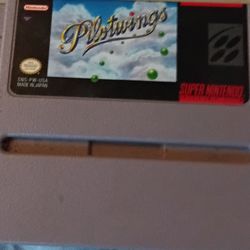 Nintendo
Pilotwings
SNS-PW-USA
MADE IN JAPAN
SUPER NINTENDO